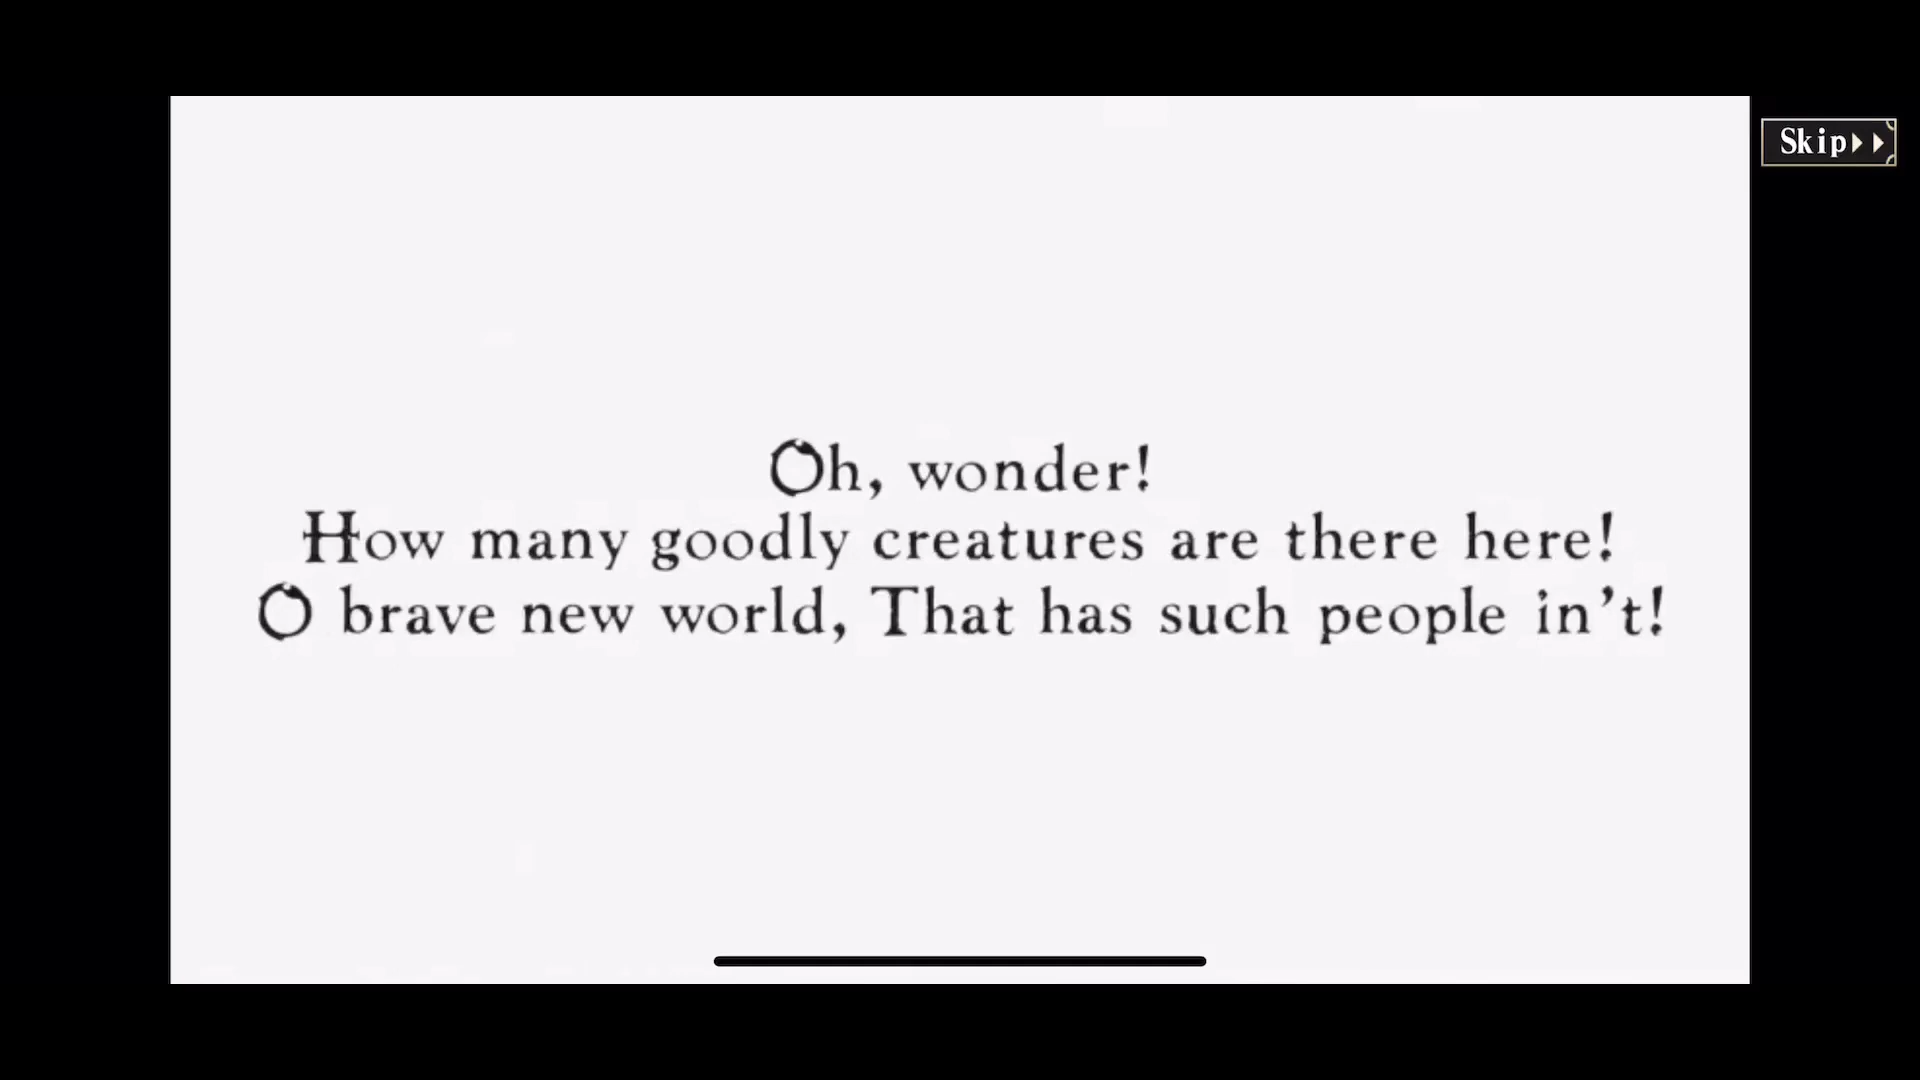 Skip
Oh, wonder!
How many goodly creatures are there here!
O brave new world, That has such people in’t!